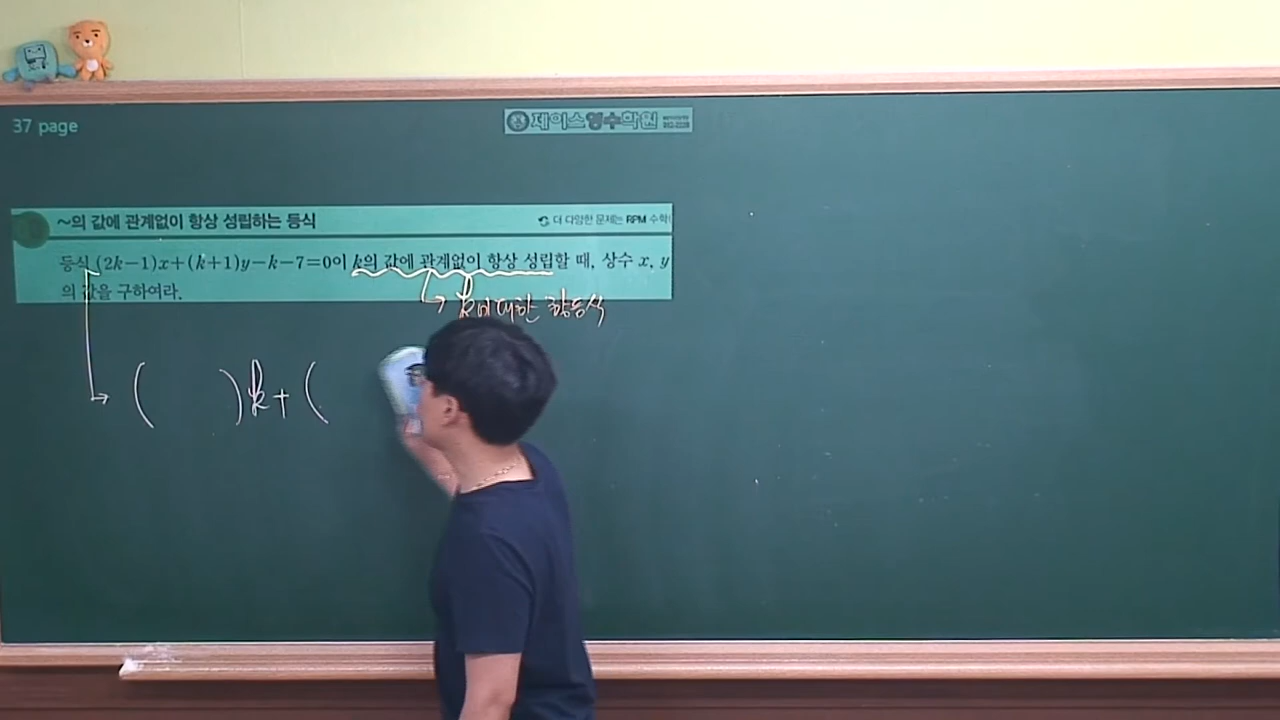 37 page
제이스영수학원
~의 값에 관계없이 항상 성립하는 등식
더 다양한 문제는 RPM 수학
등식 (2k-1)x+(k+1)y-k-7=0이 k의 값에 관계없이 항상 성립할 때, 상수 x, y
의 값을 구하여라.
k에 대한 항등식
( )k+(